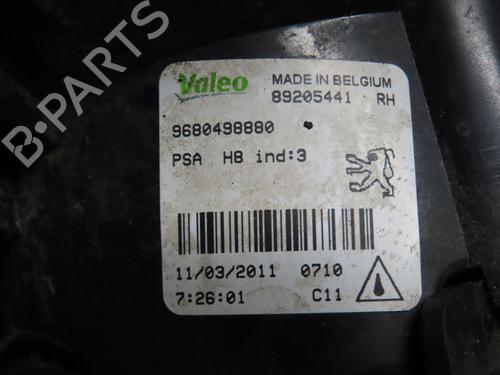 Valeo MADE IN BELGIUM
89205441 RH
9680498880
PSA H8 ind:3
11/03/2011 0710
7:26:01 C11
B-PARTS